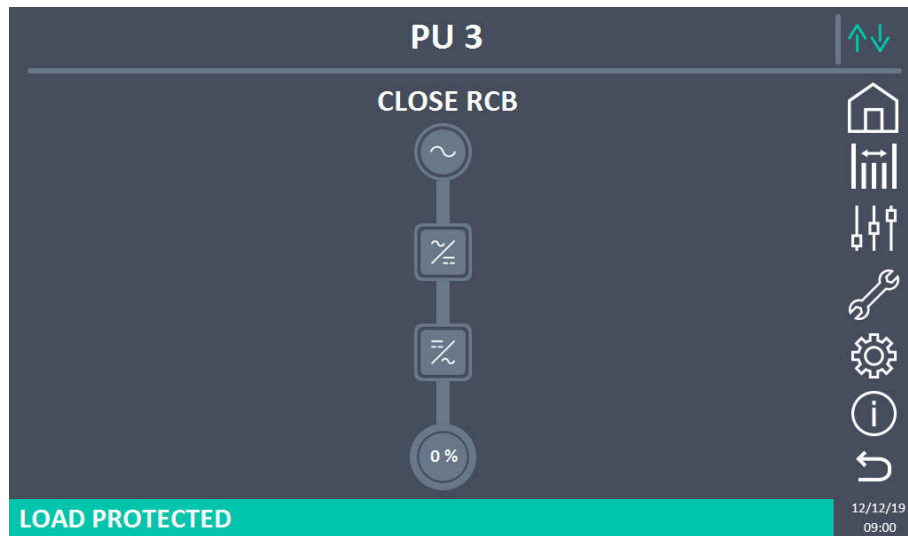 PU 3
CLOSE RCB
0 %
LOAD PROTECTED
12/12/19
09:00